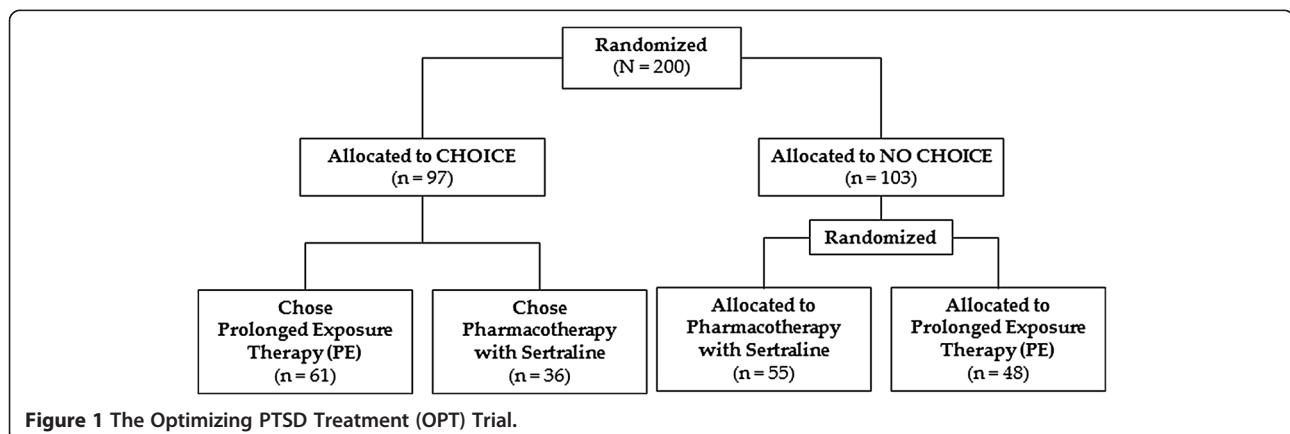 Randomized
(N = 200)
Allocated to CHOICE
(n = 97)
Allocated to NO CHOICE
(n = 103)
Randomized
Chose
Prolonged Exposure
Therapy (PE)
(n = 61)
Chose
Pharmacotherapy
with Sertraline
(n = 36)
Allocated to
Pharmacotherapy
with Sertraline
(n = 55)
Allocated to
Prolonged Exposure
Therapy (PE)
(n = 48)
Figure 1 The Optimizing PTSD Treatment (OPT) Trial.